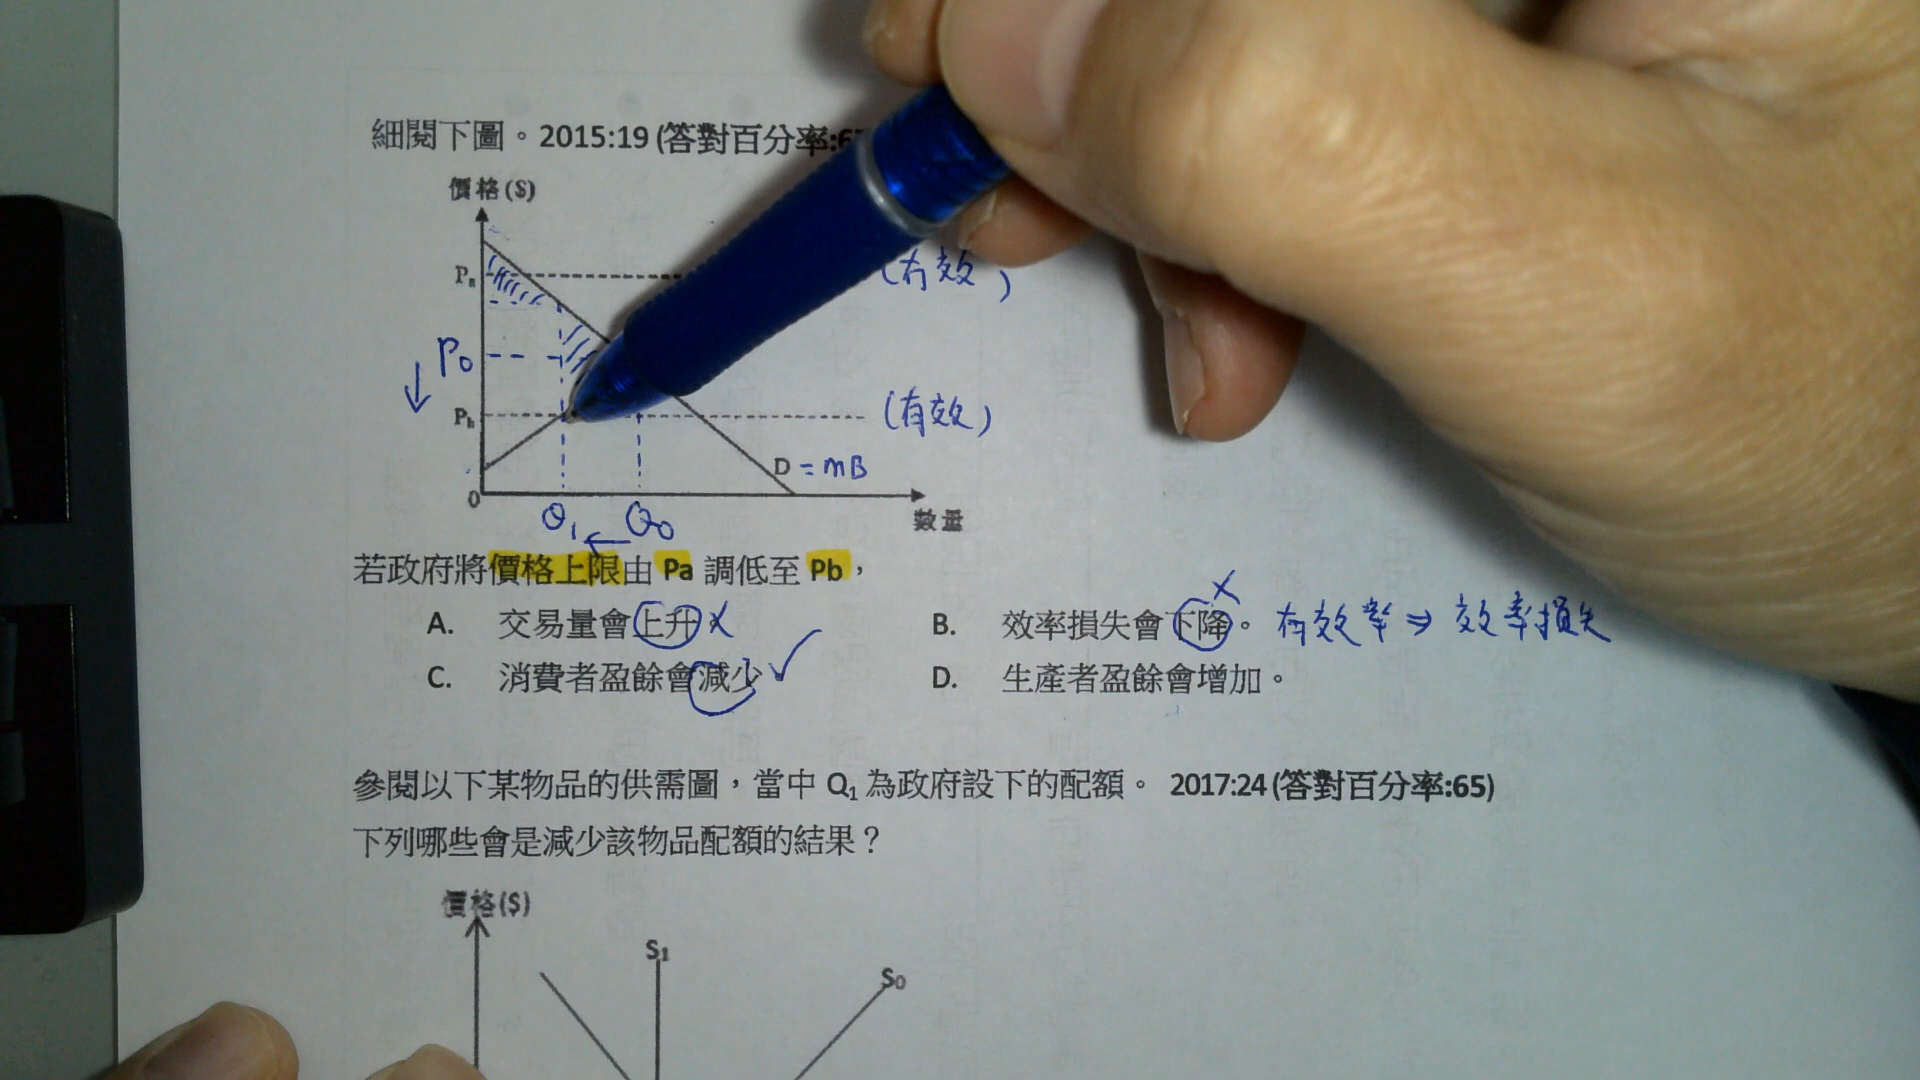 細閱下圖。2015:19 (答對百分率:6
價格($)
Pa
(有效)
P0
Pb
(有效)
D = MB
0
Q1 Q0
數量
若政府將價格上限由 Pa 調低至 Pb，
A. 交易量會上升 X
B. 效率損失會下降。 X 有效率 ⇒ 效率損失
C. 消費者盈餘會減少 ✓
D. 生產者盈餘會增加。
參閱以下某物品的供需圖，當中 Q1 為政府設下的配額。 2017:24 (答對百分率:65)
下列哪些會是減少該物品配額的結果？
價格($)
S1
S0